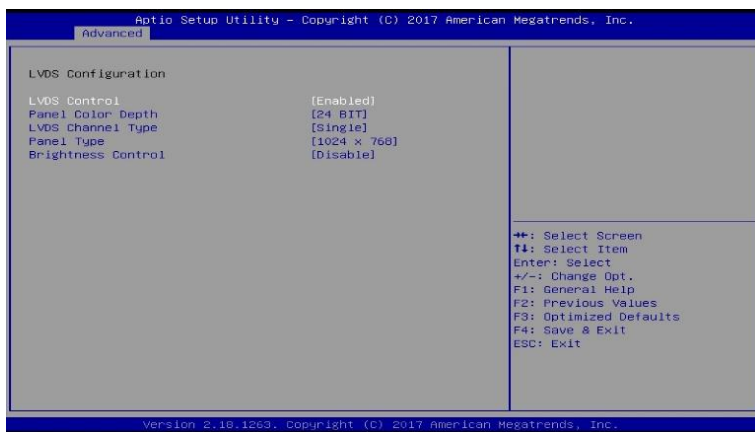 Aptio Setup Utility – Copyright (C) 2017 American Megatrends, Inc.
Advanced
LVDS Configuration
LVDS Control [Enabled]
Panel Color Depth [24 BIT]
LVDS Channel Type [Single]
Panel Type [1024 x 768]
Brightness Control [Disable]
→←: Select Screen
↑↓: Select Item
Enter: Select
+/-: Change Opt.
F1: General Help
F2: Previous Values
F3: Optimized Defaults
F4: Save & Exit
ESC: Exit
Version 2.18.1263. Copyright (C) 2017 American Megatrends, Inc.